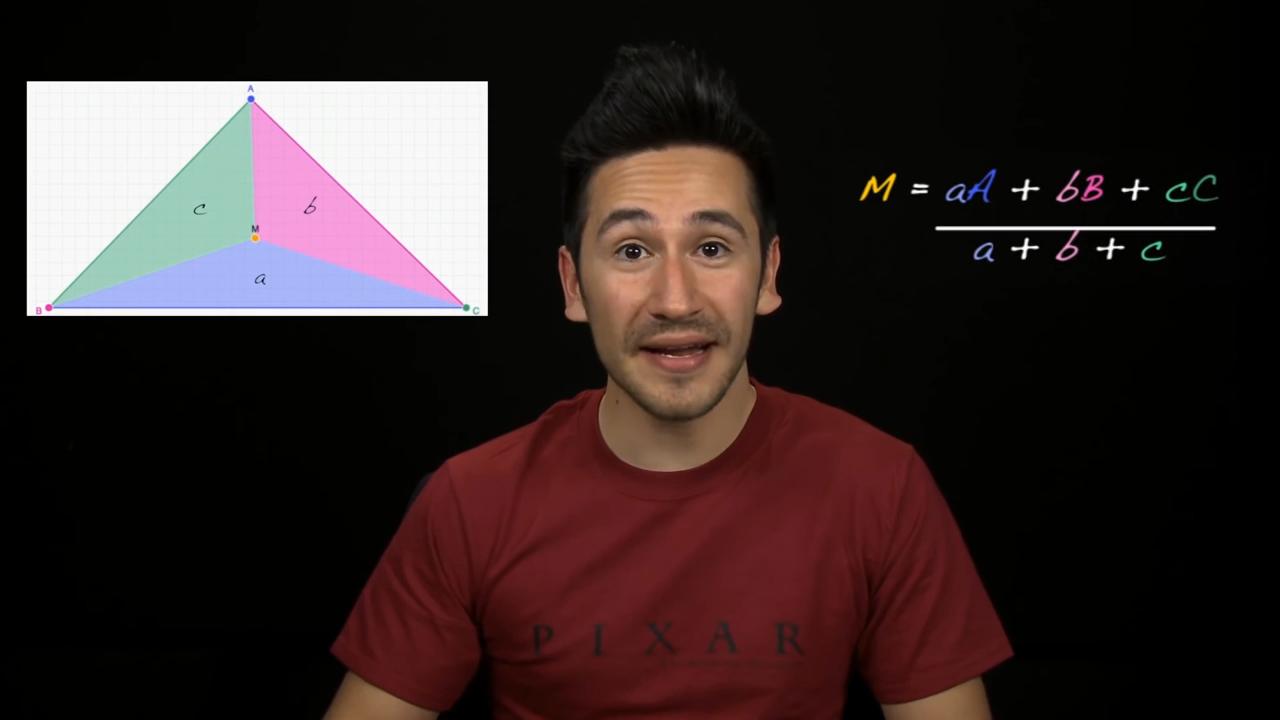 A
c
b
M
a
B
C
M = aA + bB + cC
a + b + c
PIXAR